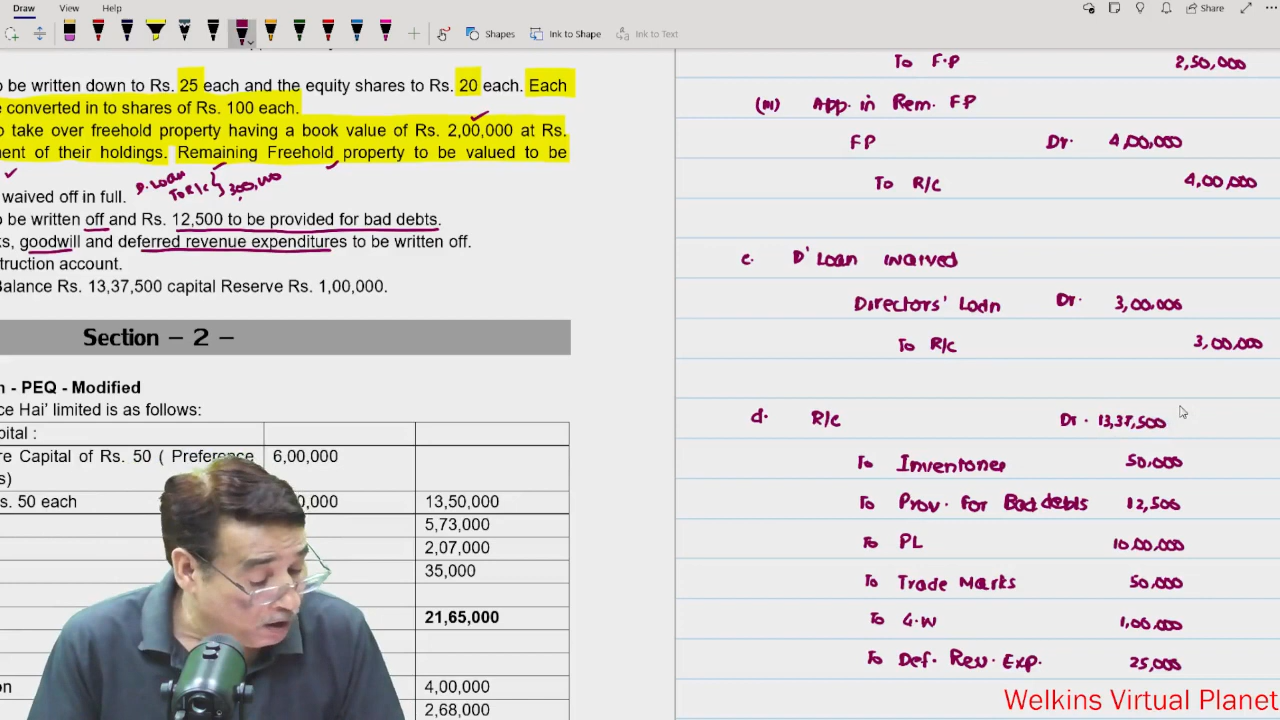 Draw View Help Share
Shapes Ink to Shape Ink to Text
o be written down to Rs. 25 each and the equity shares to Rs. 20 each. Each
e converted in to shares of Rs. 100 each.
o take over freehold property having a book value of Rs. 2,00,000 at Rs.
ment of their holdings. Remaining Freehold property to be valued to be
D. Loan
To R/c } 300,000
waived off in full.
o be written off and Rs. 12,500 to be provided for bad debts.
ks, goodwill and deferred revenue expenditures to be written off.
truction account.
Balance Rs. 13,37,500 capital Reserve Rs. 1,00,000.
Section – 2 –
n - PEQ - Modified
ce Hai' limited is as follows:
pital :
re Capital of Rs. 50 ( Preference 6,00,000
s)
s. 50 each 0,000 13,50,000
5,73,000
2,07,000
35,000
21,65,000
on 4,00,000
2,68,000
To F.P 2,50,000
(iii) App. in Rem. FP
FP Dr. 4,00,000
To R/c 4,00,000
c. D' Loan waived
Directors' Loan Dr. 3,00,000
To R/c 3,00,000
d. R/c Dr. 13,37,500
To Inventories 50,000
To Prov. for Bad debts 12,500
To PL 10,00,000
To Trade Marks 50,000
To G.W 1,00,000
To Def. Rev. Exp. 25,000
Welkins Virtual Planet